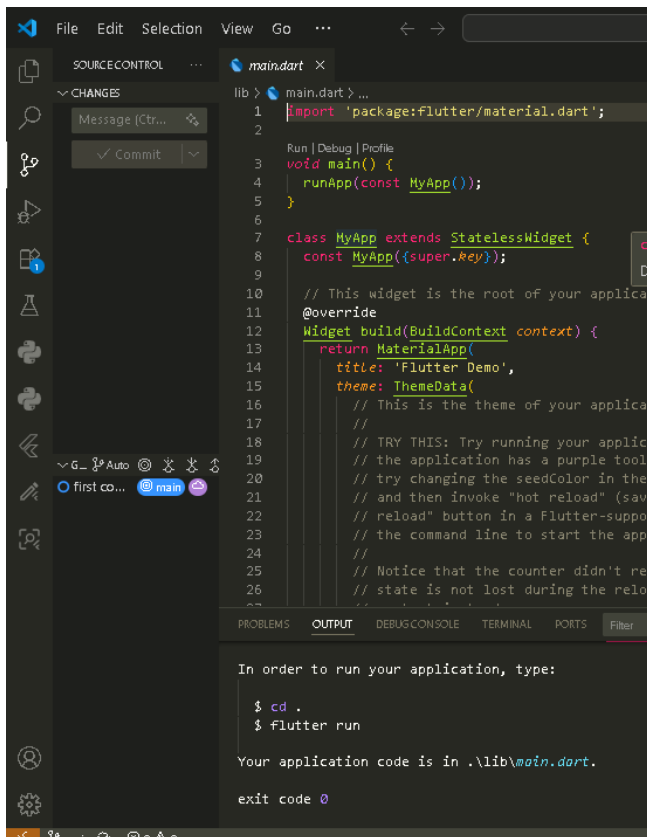 File Edit Selection View Go ···
SOURCE CONTROL ···
CHANGES
Message (Ctr...
Commit
G... Auto
first co... main
1
main.dart
lib > main.dart > ...
1 import 'package:flutter/material.dart';
2
Run | Debug | Profile
3 void main() {
4 runApp(const MyApp());
5 }
6
7 class MyApp extends StatelessWidget {
8 const MyApp({super.key});
9
10 // This widget is the root of your applica
11 @override
12 Widget build(BuildContext context) {
13 return MaterialApp(
14 title: 'Flutter Demo',
15 theme: ThemeData(
16 // This is the theme of your applica
17 //
18 // TRY THIS: Try running your applic
19 // the application has a purple tool
20 // try changing the seedColor in the
21 // and then invoke "hot reload" (sav
22 // reload" button in a Flutter-suppo
23 // the command line to start the app
24 //
25 // Notice that the counter didn't re
26 // state is not lost during the relo
PROBLEMS OUTPUT DEBUG CONSOLE TERMINAL PORTS Filter
In order to run your application, type:
$ cd .
$ flutter run
Your application code is in .\lib\main.dart.
exit code 0